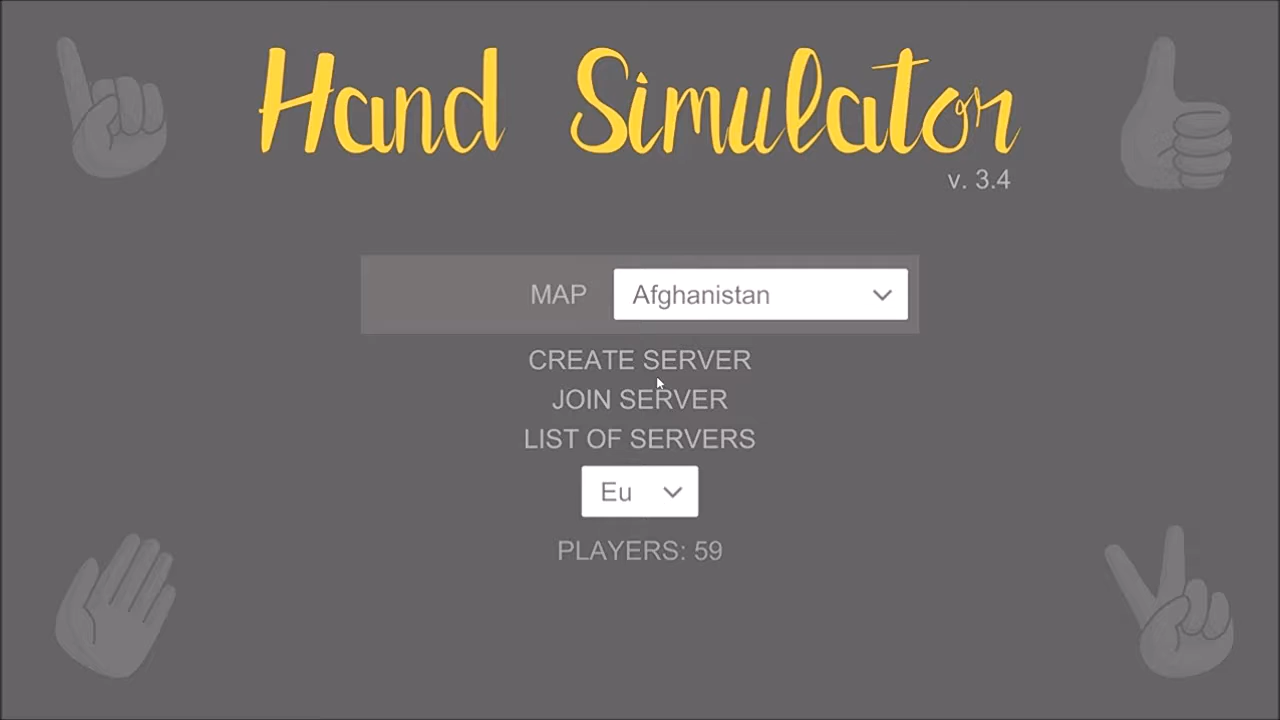 Hand Simulator
v. 3.4
MAP Afghanistan
CREATE SERVER
JOIN SERVER
LIST OF SERVERS
Eu
PLAYERS: 59